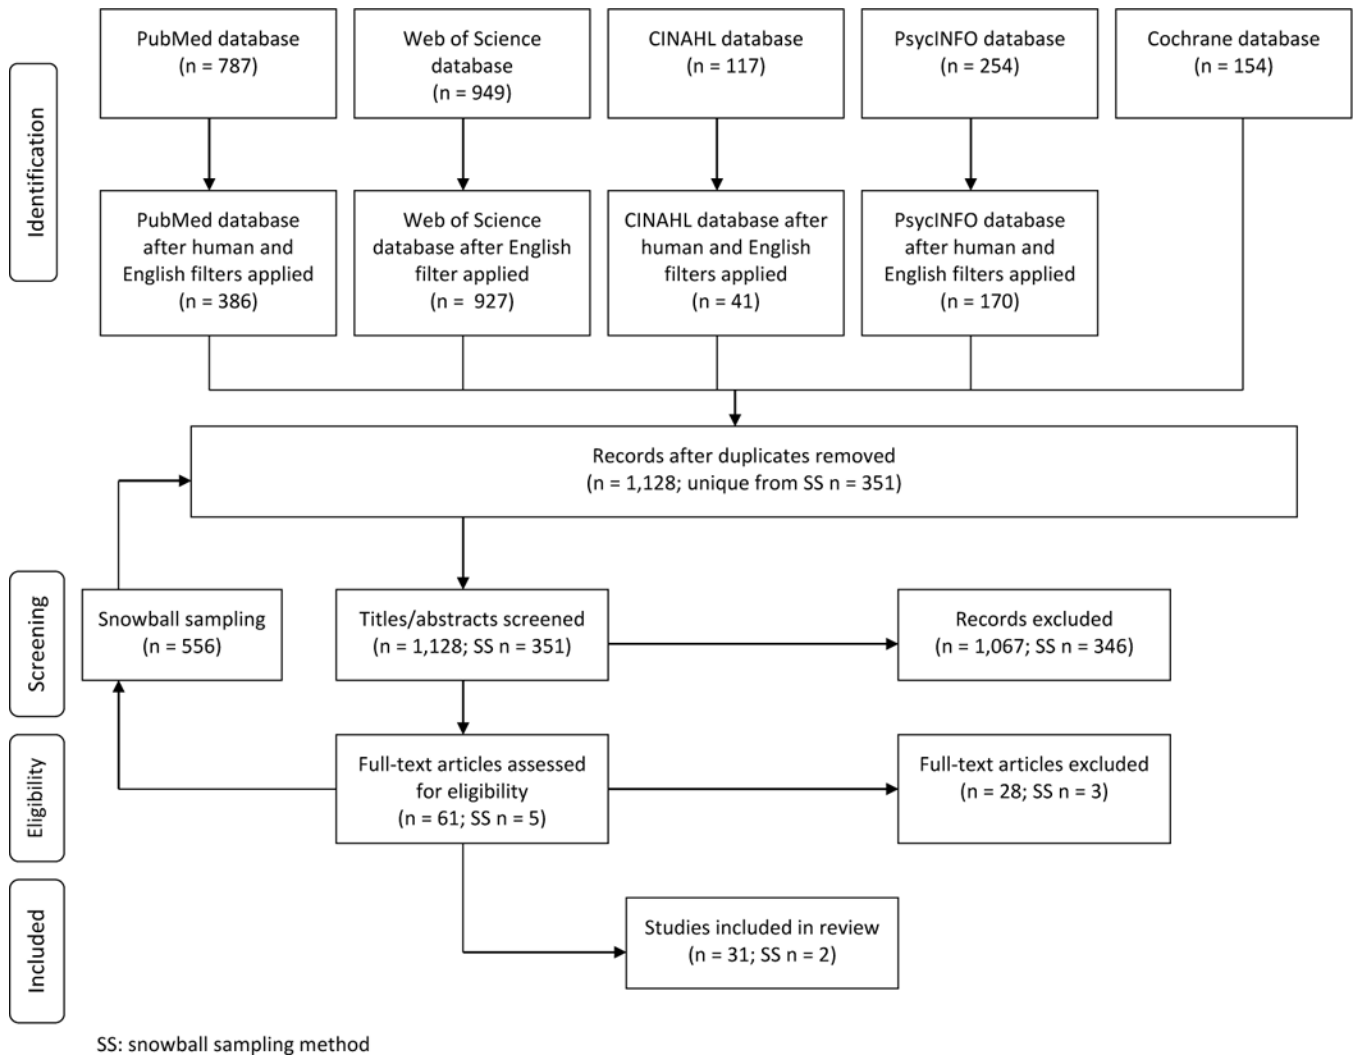 PubMed database
(n = 787)
Web of Science
database
(n = 949)
CINAHL database
(n = 117)
PsycINFO database
(n = 254)
Cochrane database
(n = 154)
Identification
PubMed database
after human and
English filters applied
(n = 386)
Web of Science
database after English
filter applied
(n =  927)
CINAHL database after
human and English
filters applied
(n = 41)
PsycINFO database
after human and
English filters applied
(n = 170)
Records after duplicates removed
(n = 1,128; unique from SS n = 351)
Screening
Snowball sampling
(n = 556)
Titles/abstracts screened
(n = 1,128; SS n = 351)
Records excluded
(n = 1,067; SS n = 346)
Eligibility
Full-text articles assessed
for eligibility
(n = 61; SS n = 5)
Full-text articles excluded
(n = 28; SS n = 3)
Included
Studies included in review
(n = 31; SS n = 2)
SS: snowball sampling method